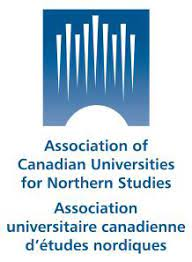 Association of
Canadian Universities
for Northern Studies
Association
universitaire canadienne
d'études nordiques